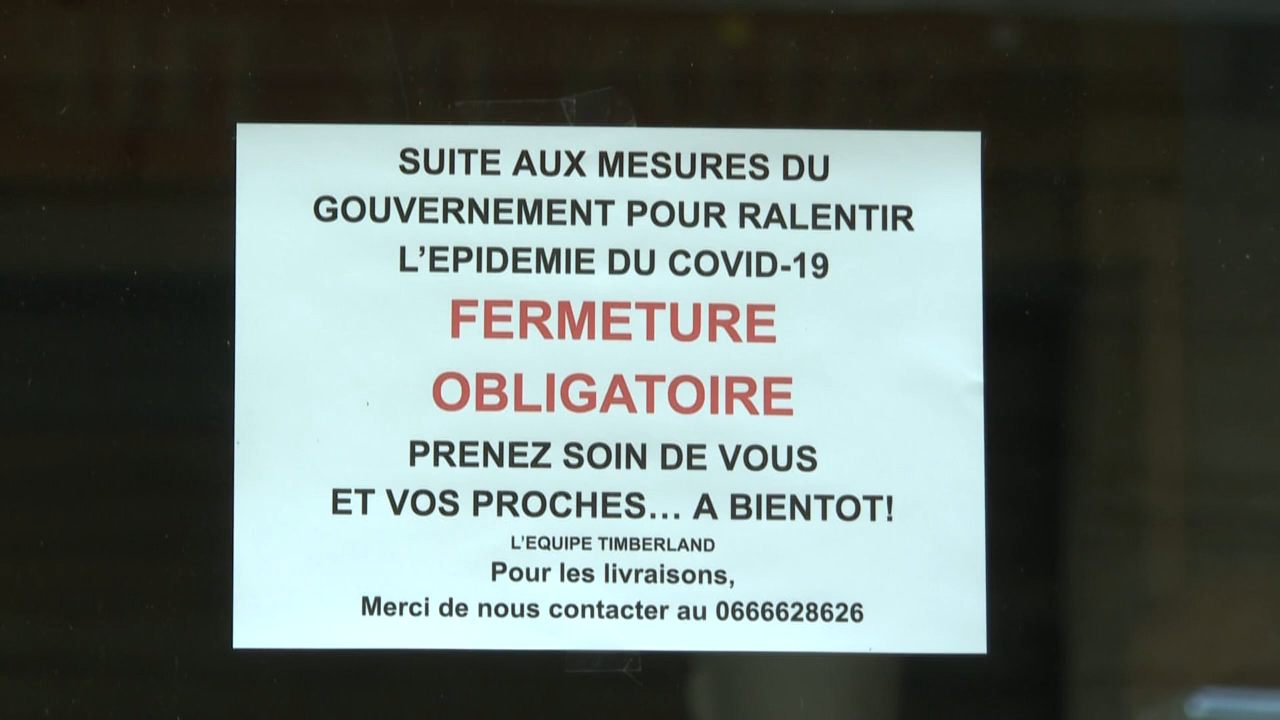 SUITE AUX MESURES DU
GOUVERNEMENT POUR RALENTIR
L’EPIDEMIE DU COVID-19
FERMETURE
OBLIGATOIRE
PRENEZ SOIN DE VOUS
ET VOS PROCHES... A BIENTOT!
L’EQUIPE TIMBERLAND
Pour les livraisons,
Merci de nous contacter au 0666628626